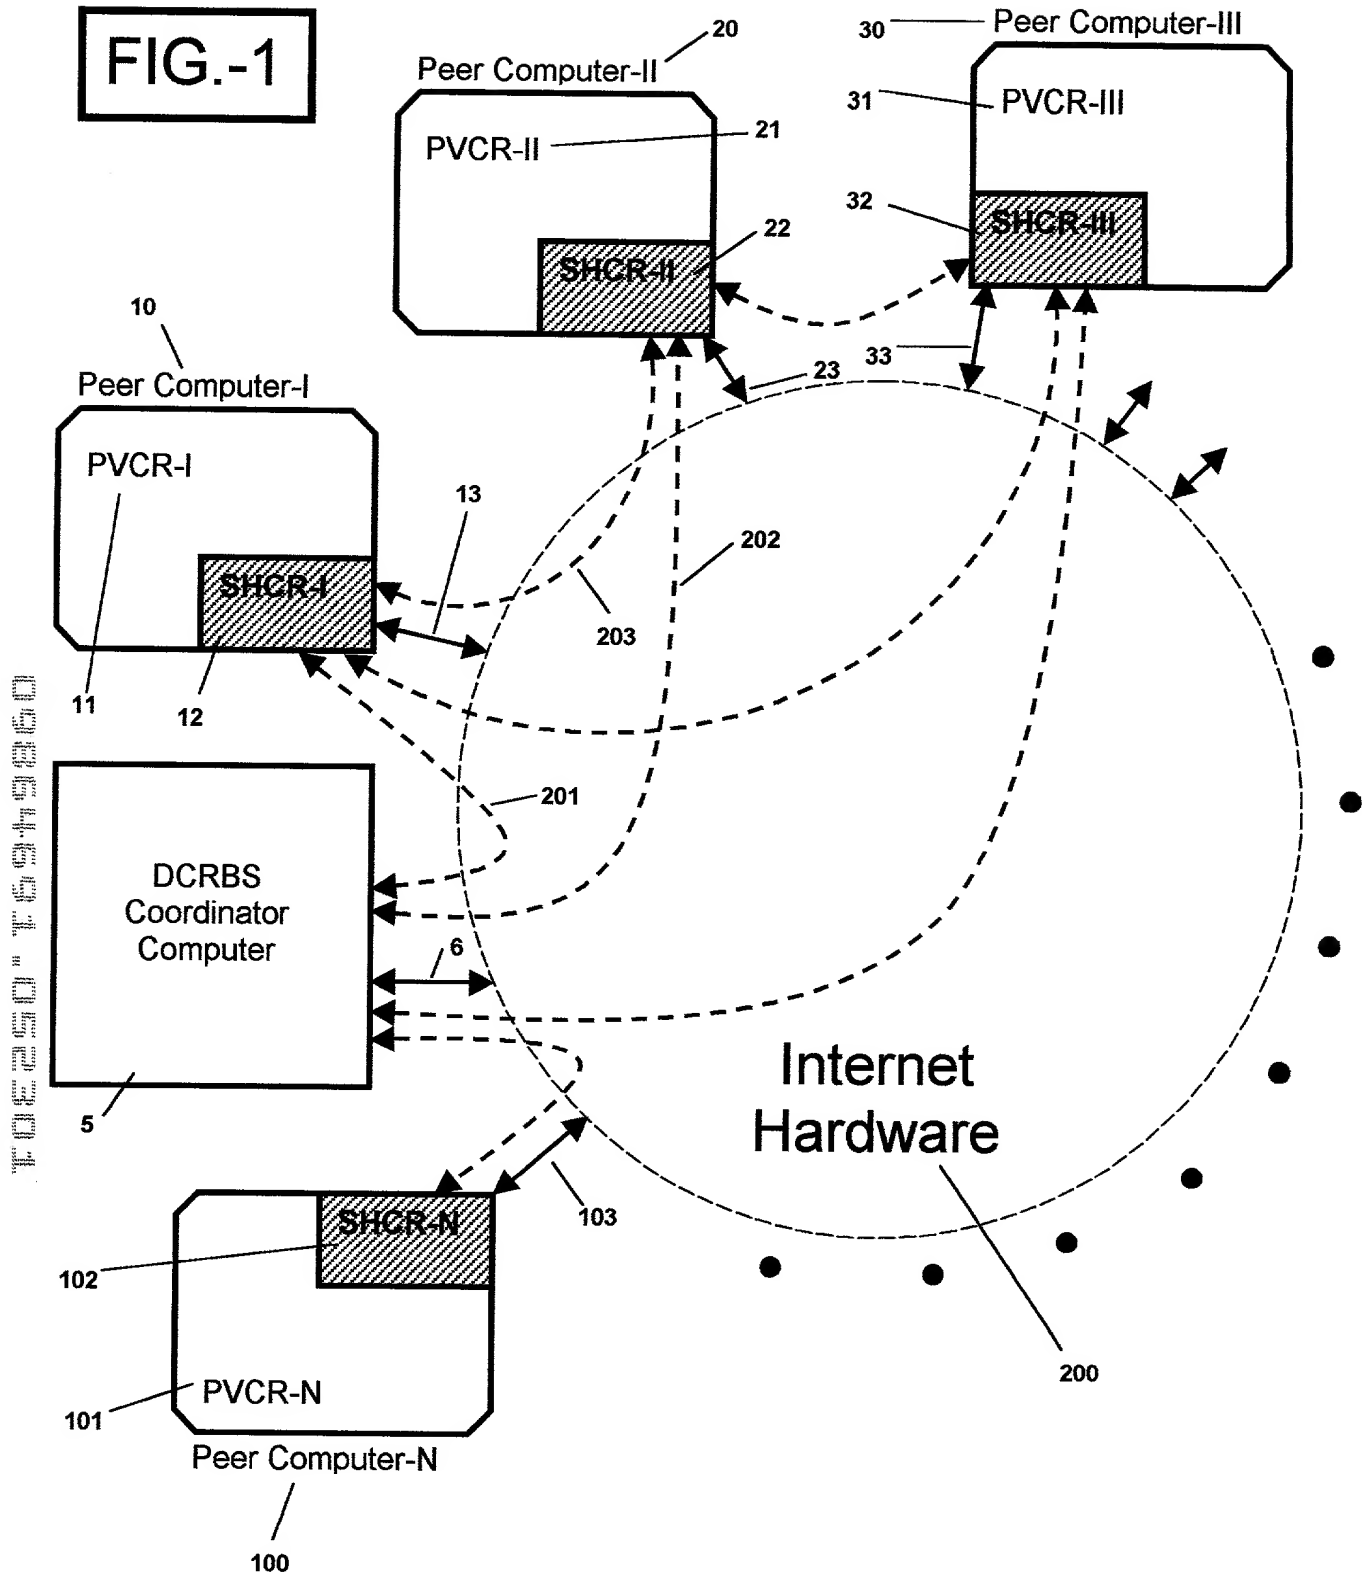 FIG.-1
20
Peer Computer-II
PVCR-II
21
SHCR-II
22
23
30
Peer Computer-III
31
PVCR-III
32
SHCR-III
33
10
Peer Computer-I
PVCR-I
13
SHCR-I
11
12
203
202
201
DCRBS
Coordinator
Computer
6
5
Internet
Hardware
200
103
SHCR-N
102
PVCR-N
101
Peer Computer-N
100
09864691.052301